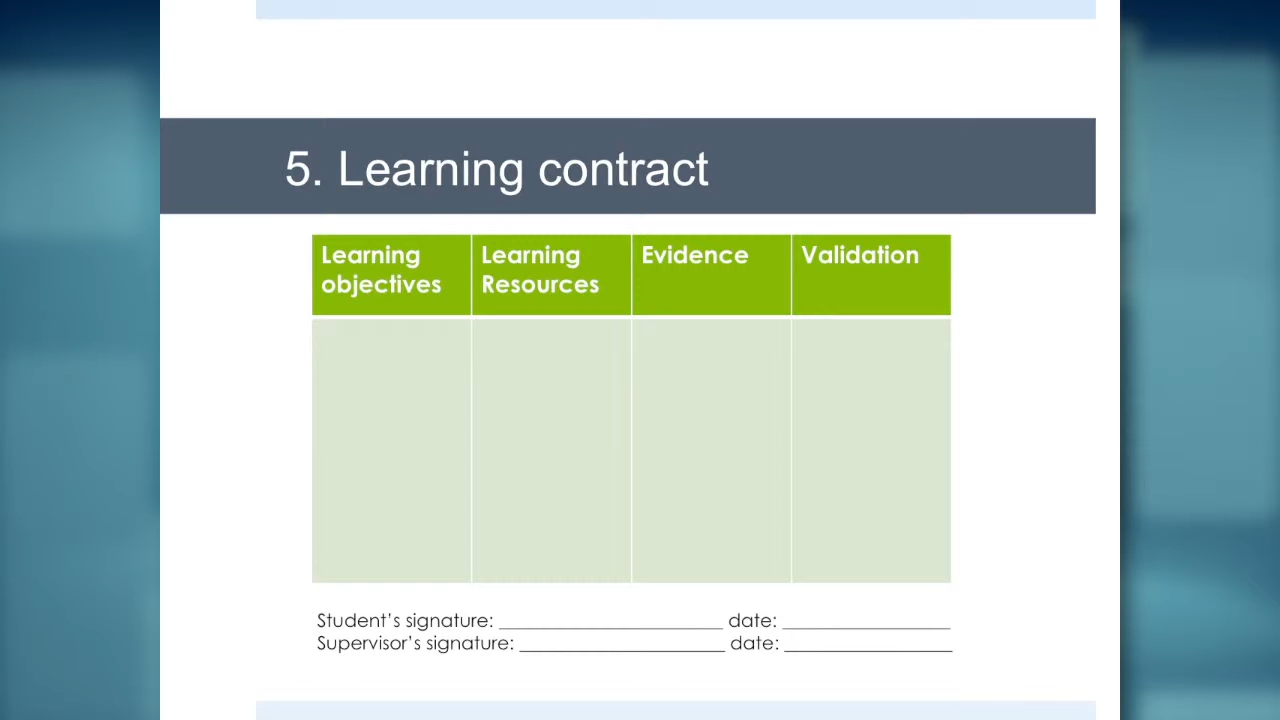 5. Learning contract
Learning objectives
Learning Resources
Evidence
Validation
Student’s signature: ______________________ date: ________________
Supervisor’s signature: ____________________ date: ________________